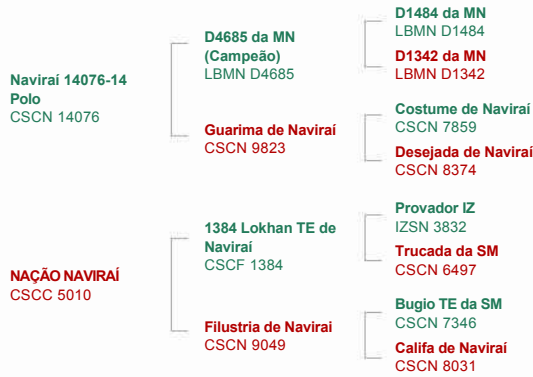 Naviraí 14076-14
Polo
CSCN 14076
D4685 da MN
(Campeão)
LBMN D4685
D1484 da MN
LBMN D1484
D1342 da MN
LBMN D1342
Guarima de Naviraí
CSCN 9823
Costume de Naviraí
CSCN 7859
Desejada de Naviraí
CSCN 8374
NAÇÃO NAVIRAÍ
CSCC 5010
1384 Lokhan TE de
Naviraí
CSCF 1384
Provador IZ
IZSN 3832
Trucada da SM
CSCN 6497
Filustria de Navirai
CSCN 9049
Bugio TE da SM
CSCN 7346
Califa de Naviraí
CSCN 8031